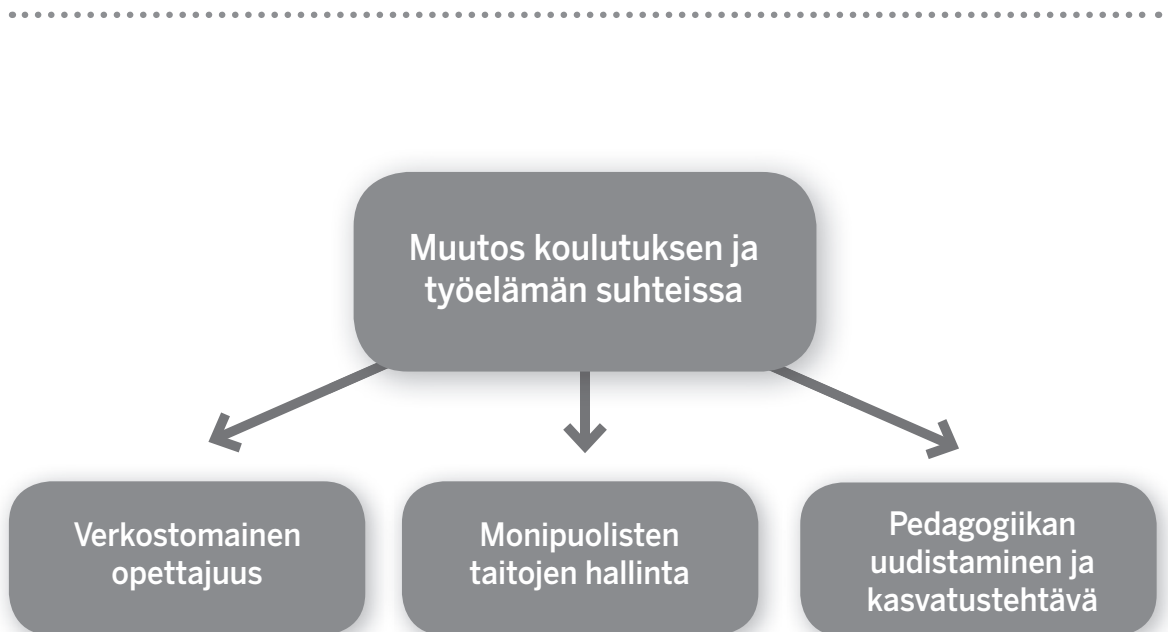 Muutos koulutuksen ja
työelämän suhteissa
Verkostomainen
opettajuus
Monipuolisten
taitojen hallinta
Pedagogiikan
uudistaminen ja
kasvatustehtävä